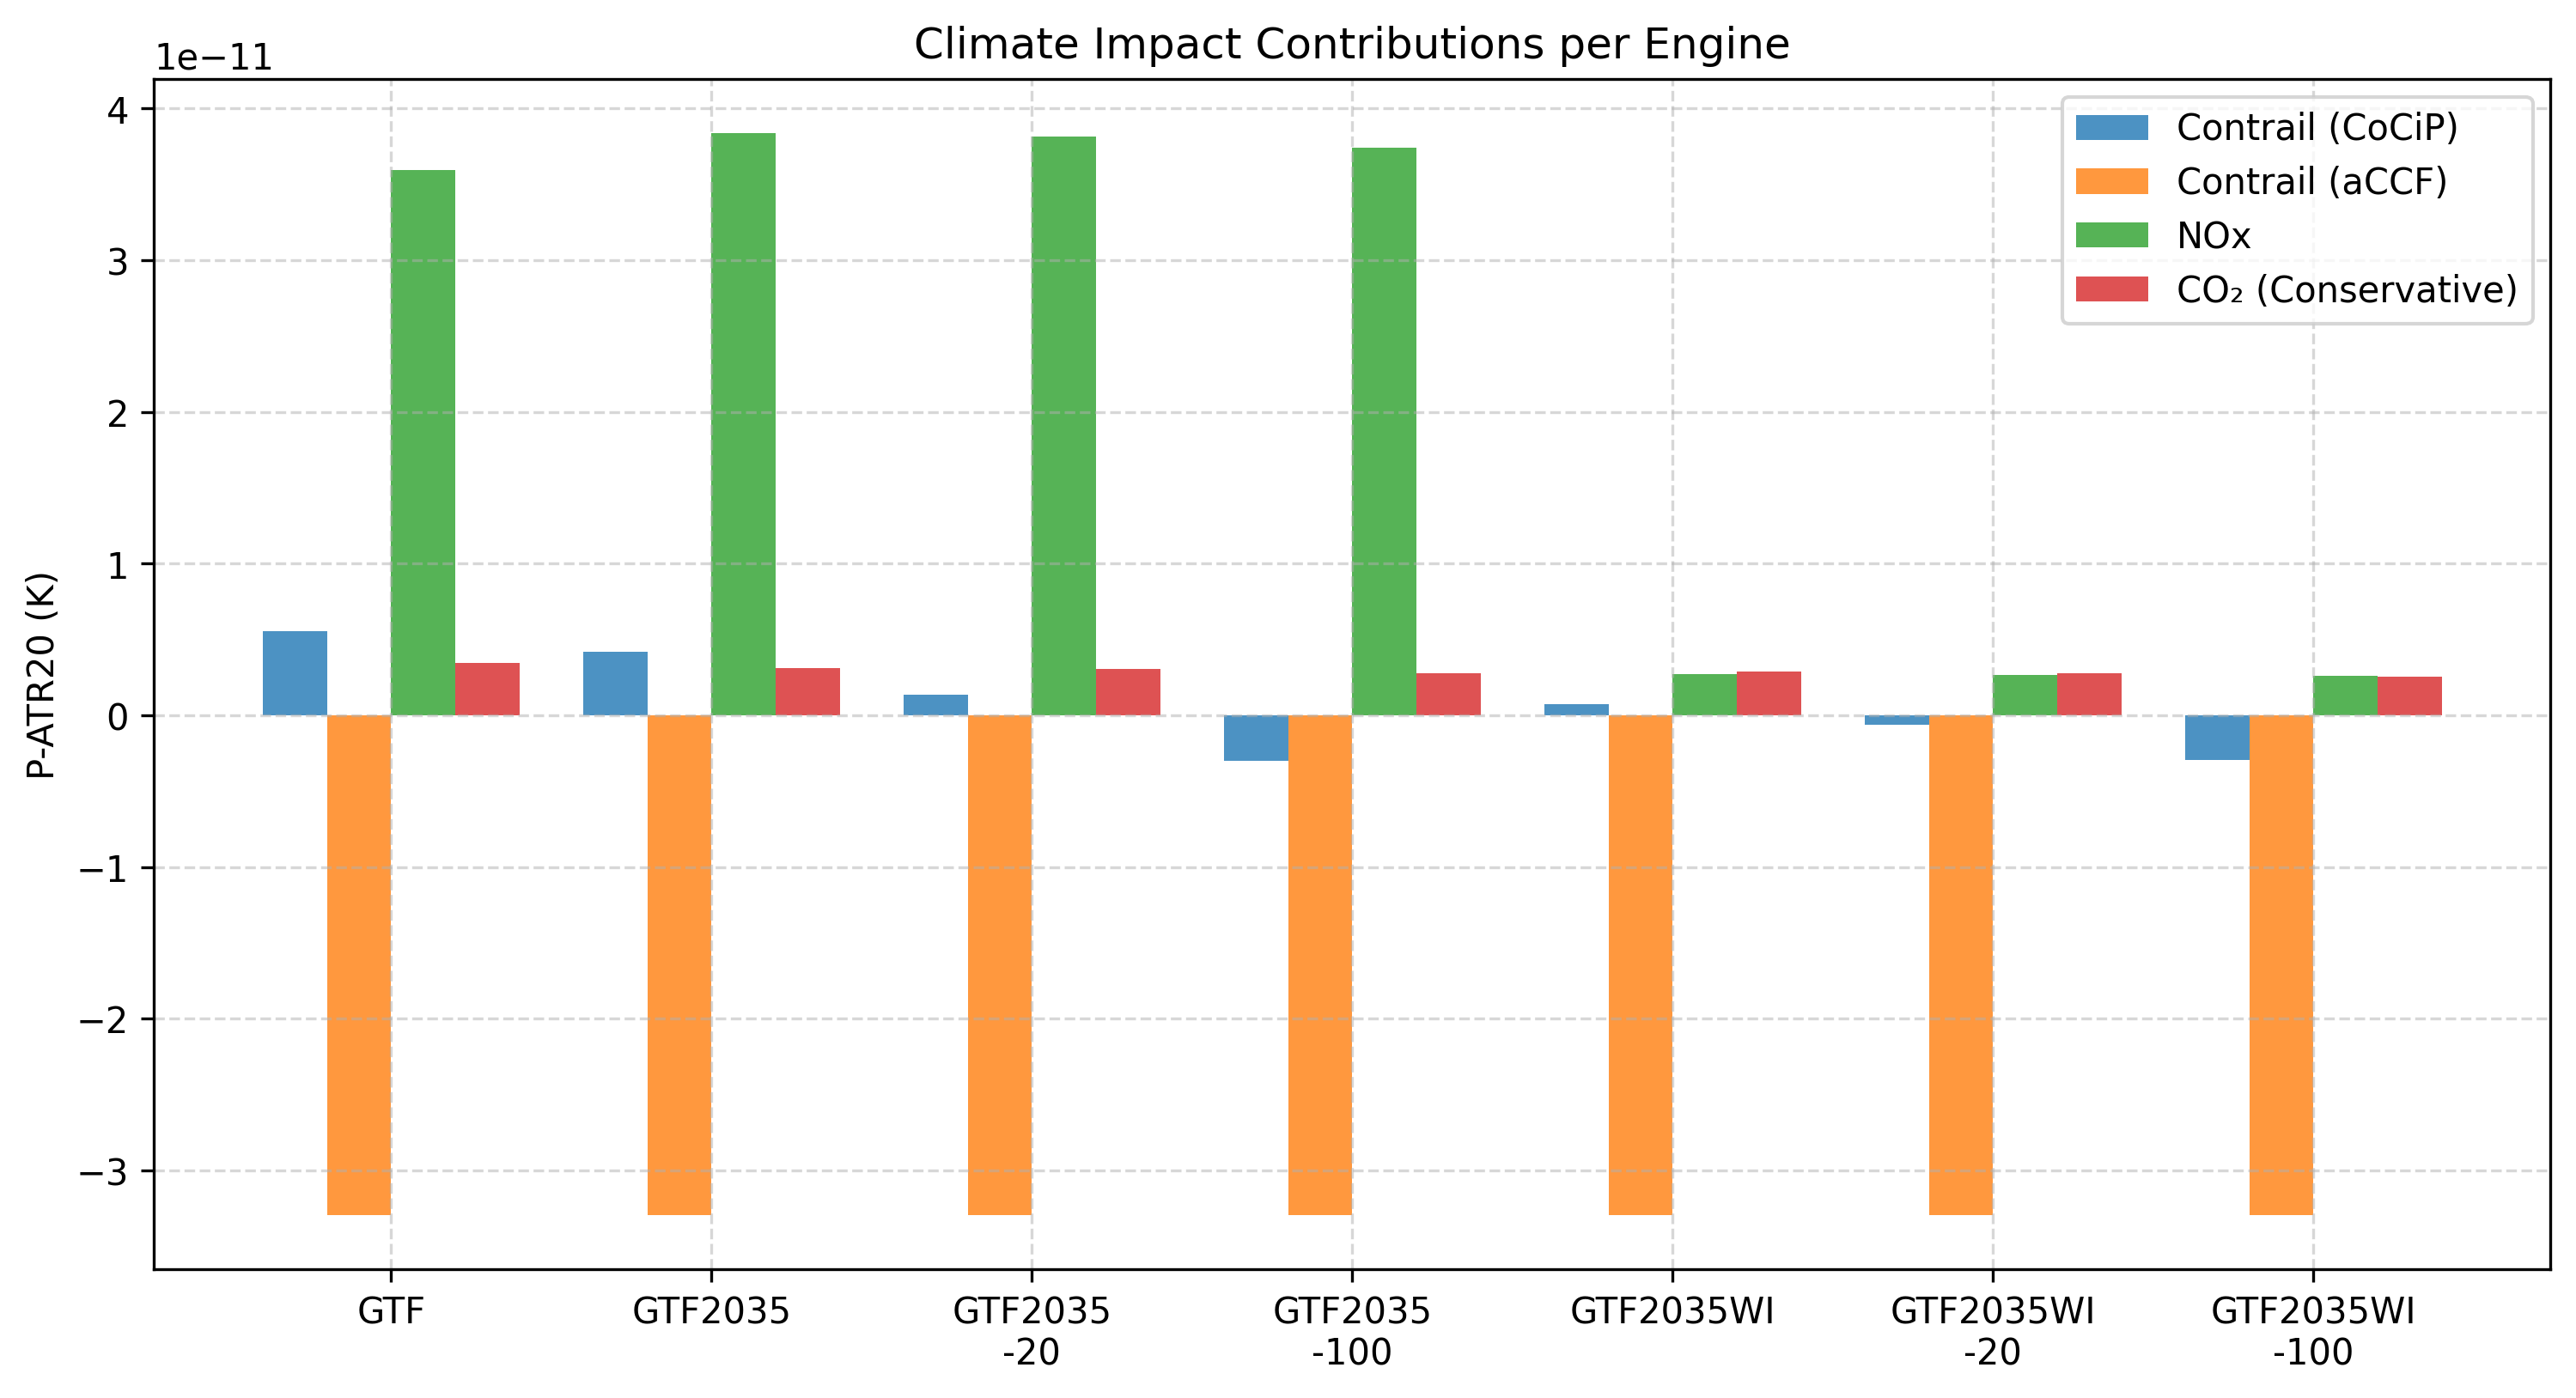 Climate Impact Contributions per Engine
1e−11
4
3
2
1
0
−1
−2
−3
P-ATR20 (K)
Contrail (CoCiP)
Contrail (aCCF)
NOx
CO₂ (Conservative)
GTF
GTF2035
GTF2035
-20
GTF2035
-100
GTF2035WI
GTF2035WI
-20
GTF2035WI
-100